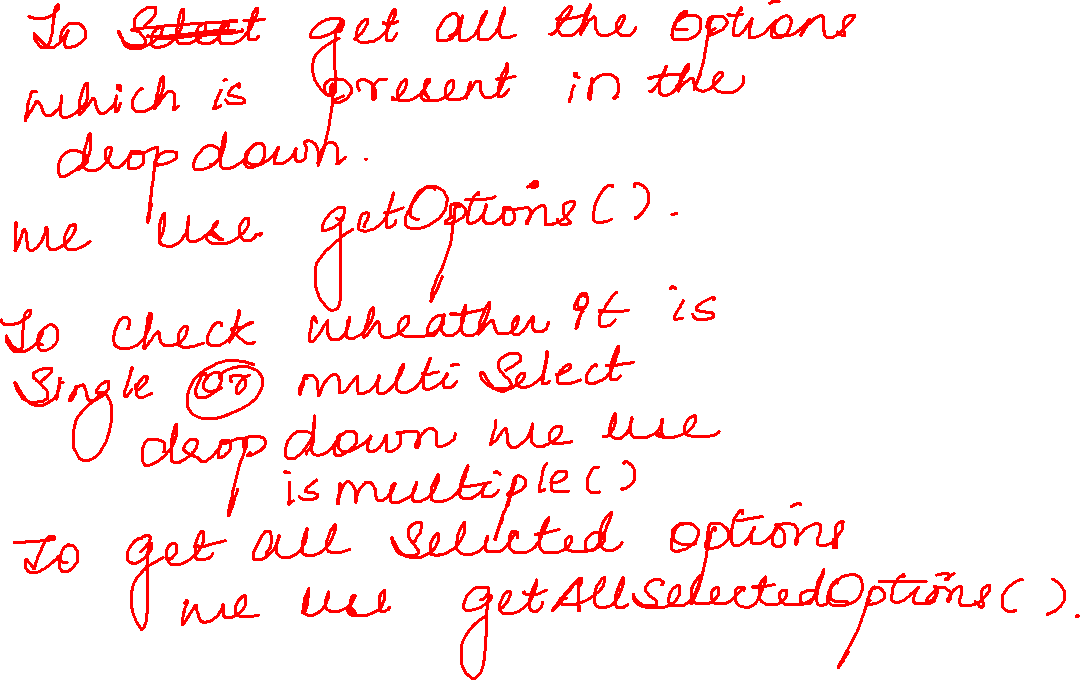 To get all the options
which is present in the
drop down.
we use getOptions().
To check wheather it is
Single or multi Select
drop down we use
ismultiple()
To get all selected options
we use getAllSelectedOptions().